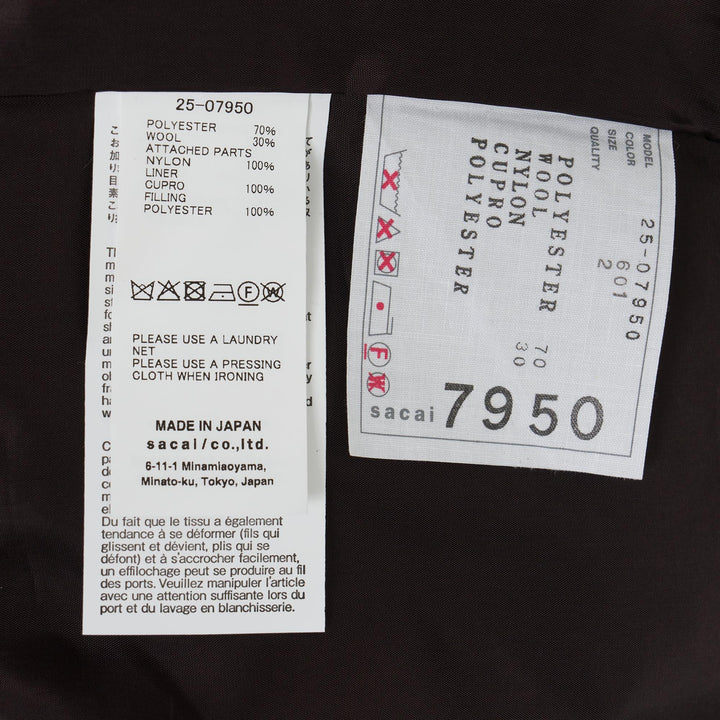 25-07950
POLYESTER 70%
WOOL 30%
ATTACHED PARTS
NYLON 100%
LINER
CUPRO 100%
FILLING
POLYESTER 100%
PLEASE USE A LAUNDRY
NET
PLEASE USE A PRESSING
CLOTH WHEN IRONING
MADE IN JAPAN
sacai/co.,ltd.
6-11-1 Minamiaoyama,
Minato-ku, Tokyo, Japan
Du fait que le tissu a également
tendance à se déformer (fils qui
glissent et dévient, plis qui se
défont) et à s'accrocher facilement,
un effilochage peut se produire au fil
des ports. Veuillez manipuler l'article
avec une attention suffisante lors du
port et du lavage en blanchisserie.
MODEL 25-07950
COLOR 601
SIZE 2
QUALITY
POLYESTER 70
WOOL 30
NYLON
CUPRO
POLYESTER
F
W
sacai 7950